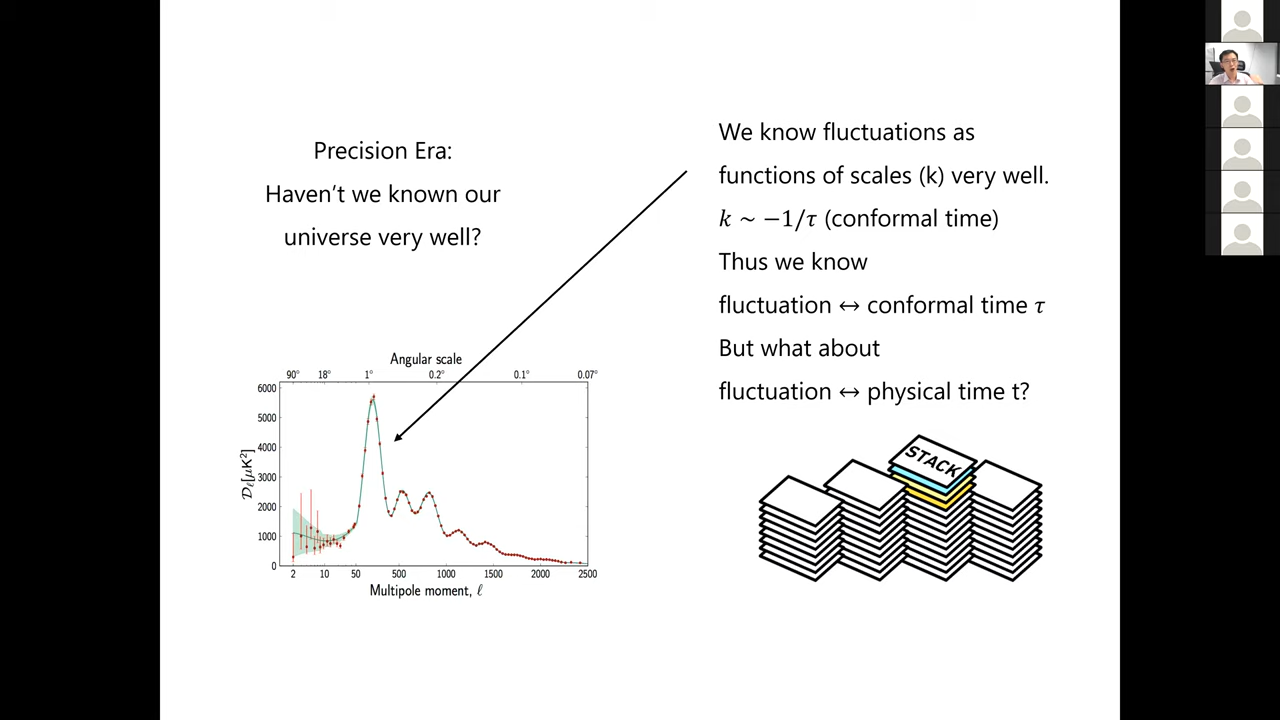 Precision Era:
Haven't we known our
universe very well?
We know fluctuations as
functions of scales (k) very well.
k ~ −1/τ (conformal time)
Thus we know
fluctuation ↔ conformal time τ
But what about
fluctuation ↔ physical time t?
Angular scale
90° 18° 1° 0.2° 0.1° 0.07°
6000
5000
4000
3000
2000
1000
0
𝒟ℓ[μK²]
2 10 50 500 1000 1500 2000 2500
Multipole moment, ℓ
STACK